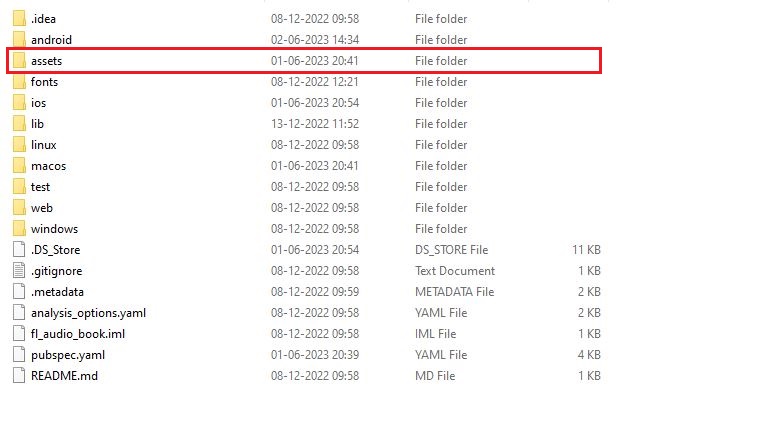 .idea 08-12-2022 09:58 File folder
android 02-06-2023 14:34 File folder
assets 01-06-2023 20:41 File folder
fonts 08-12-2022 12:21 File folder
ios 01-06-2023 20:54 File folder
lib 13-12-2022 11:52 File folder
linux 08-12-2022 09:58 File folder
macos 01-06-2023 20:41 File folder
test 08-12-2022 09:58 File folder
web 08-12-2022 09:58 File folder
windows 08-12-2022 09:58 File folder
.DS_Store 01-06-2023 20:54 DS_STORE File 11 KB
.gitignore 08-12-2022 09:58 Text Document 1 KB
.metadata 08-12-2022 09:59 METADATA File 2 KB
analysis_options.yaml 08-12-2022 09:58 YAML File 2 KB
fl_audio_book.iml 08-12-2022 09:58 IML File 1 KB
pubspec.yaml 01-06-2023 20:39 YAML File 4 KB
README.md 08-12-2022 09:58 MD File 1 KB